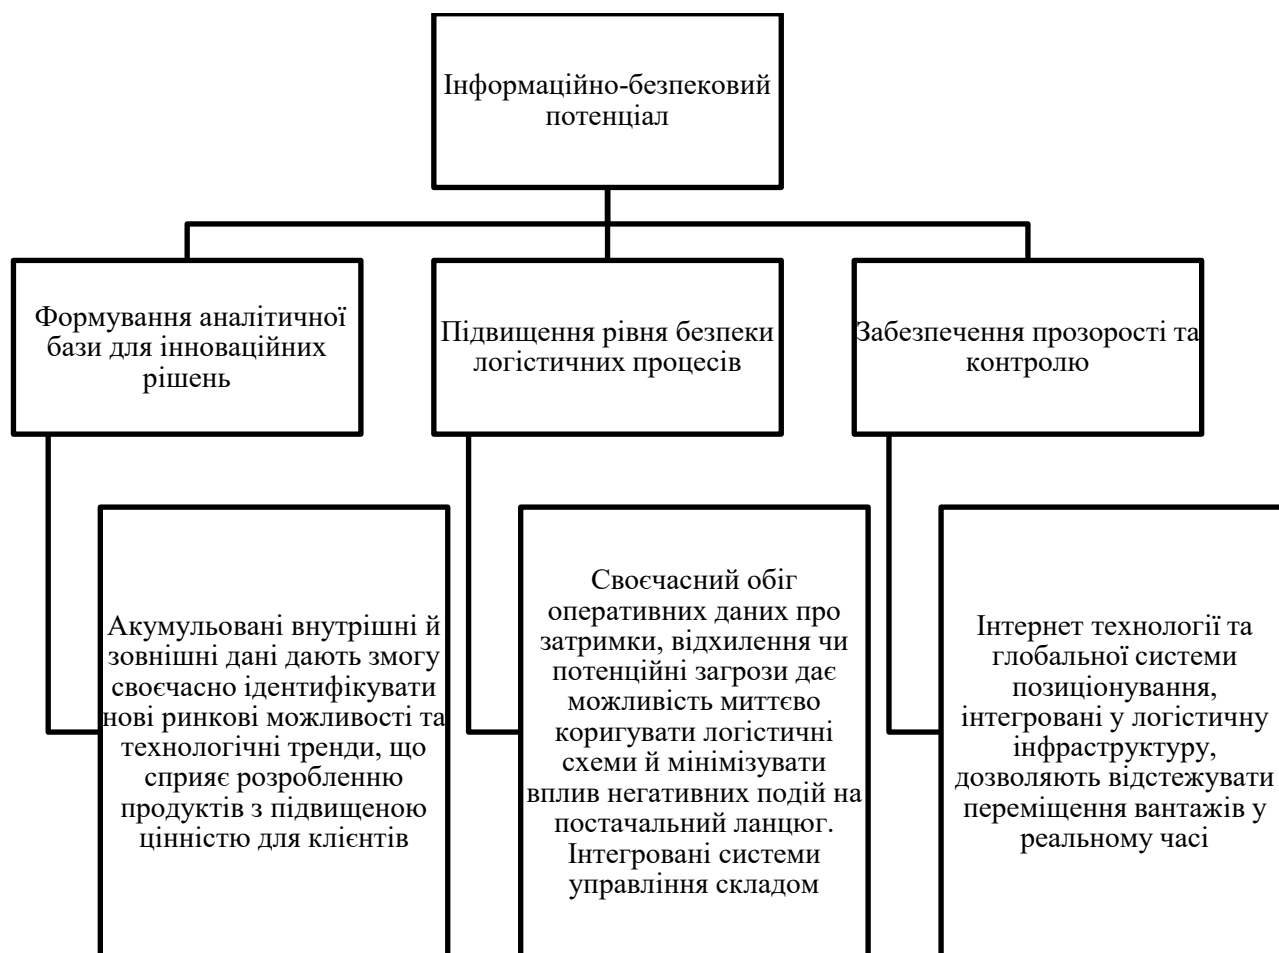 Інформаційно-безпековий
потенціал
Формування аналітичної
бази для інноваційних
рішень
Підвищення рівня безпеки
логістичних процесів
Забезпечення прозорості та
контролю
Акумульовані внутрішні й
зовнішні дані дають змогу
своєчасно ідентифікувати
нові ринкові можливості та
технологічні тренди, що
сприяє розробленню
продуктів з підвищеною
цінністю для клієнтів
Своєчасний обіг
оперативних даних про
затримки, відхилення чи
потенційні загрози дає
можливість миттєво
коригувати логістичні
схеми й мінімізувати
вплив негативних подій на
постачальний ланцюг.
Інтегровані системи
управління складом
Інтернет технології та
глобальної системи
позиціонування,
інтегровані у логістичну
інфраструктуру,
дозволяють відстежувати
переміщення вантажів у
реальному часі